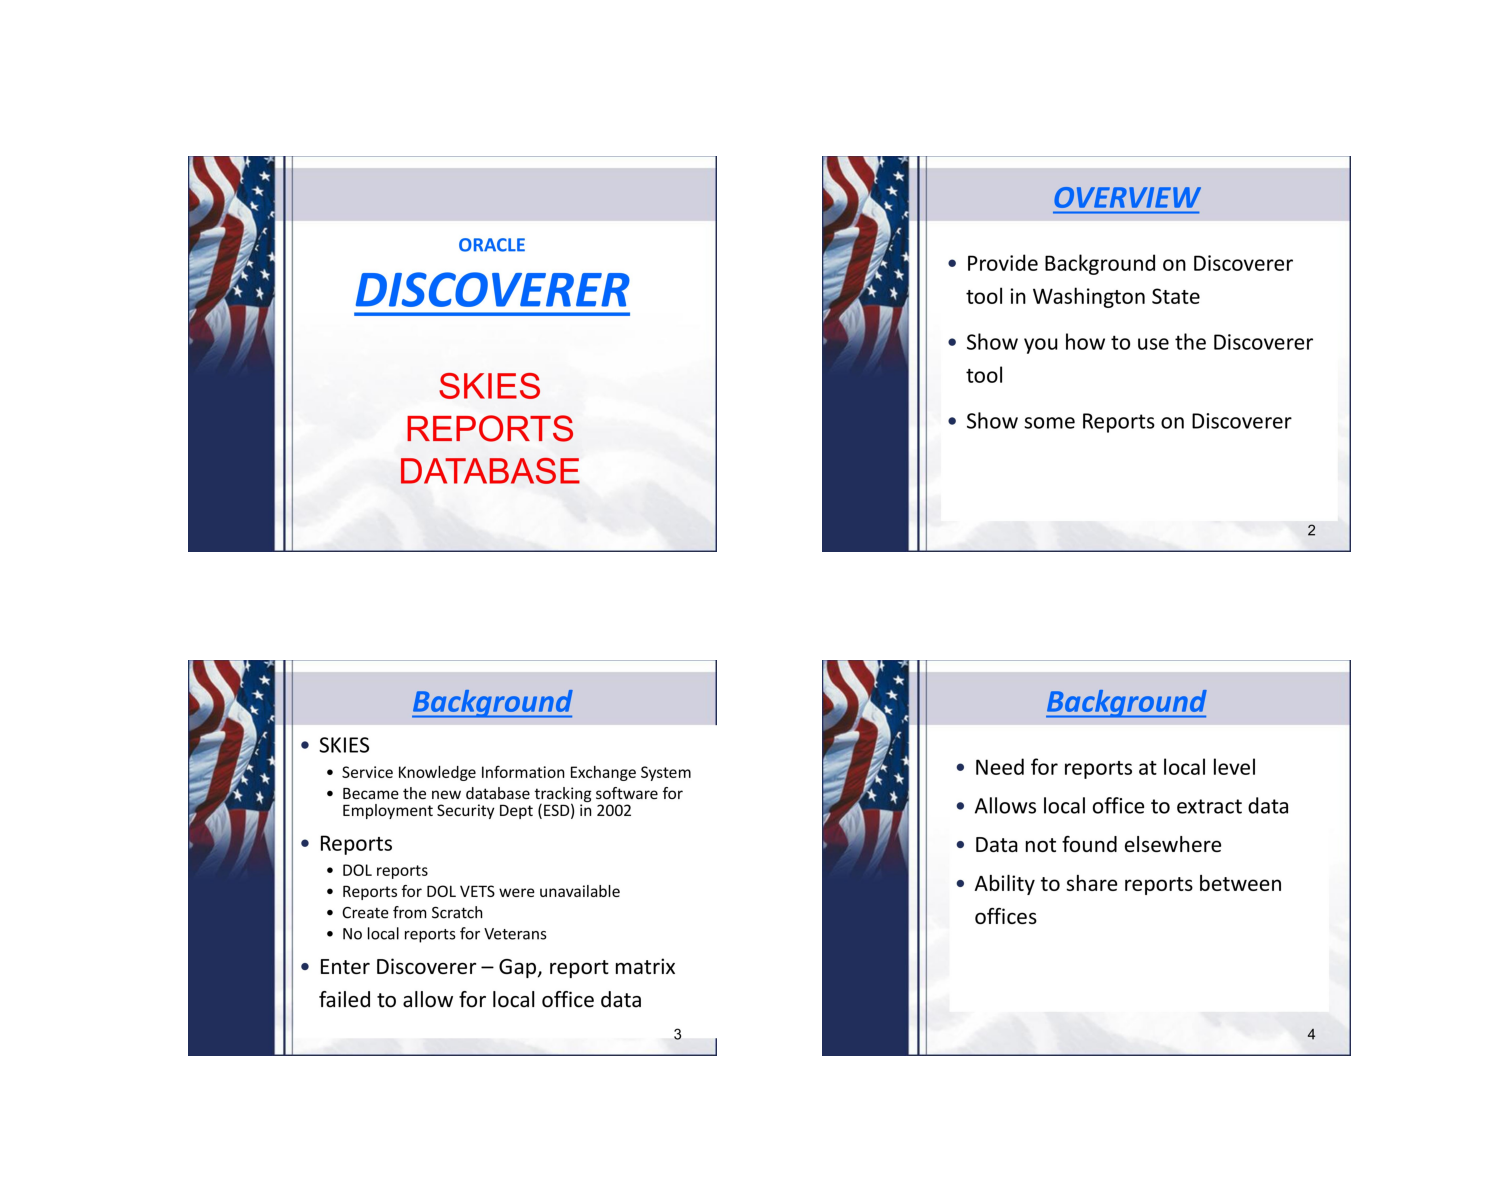 ORACLE
DISCOVERER
SKIES
REPORTS
DATABASE
OVERVIEW
• Provide Background on Discoverer
tool in Washington State
• Show you how to use the Discoverer
tool
• Show some Reports on Discoverer
2
Background
• SKIES
• Service Knowledge Information Exchange System
• Became the new database tracking software for
Employment Security Dept (ESD) in 2002
• Reports
• DOL reports
• Reports for DOL VETS were unavailable
• Create from Scratch
• No local reports for Veterans
• Enter Discoverer – Gap, report matrix
failed to allow for local office data
3
Background
• Need for reports at local level
• Allows local office to extract data
• Data not found elsewhere
• Ability to share reports between
offices
4